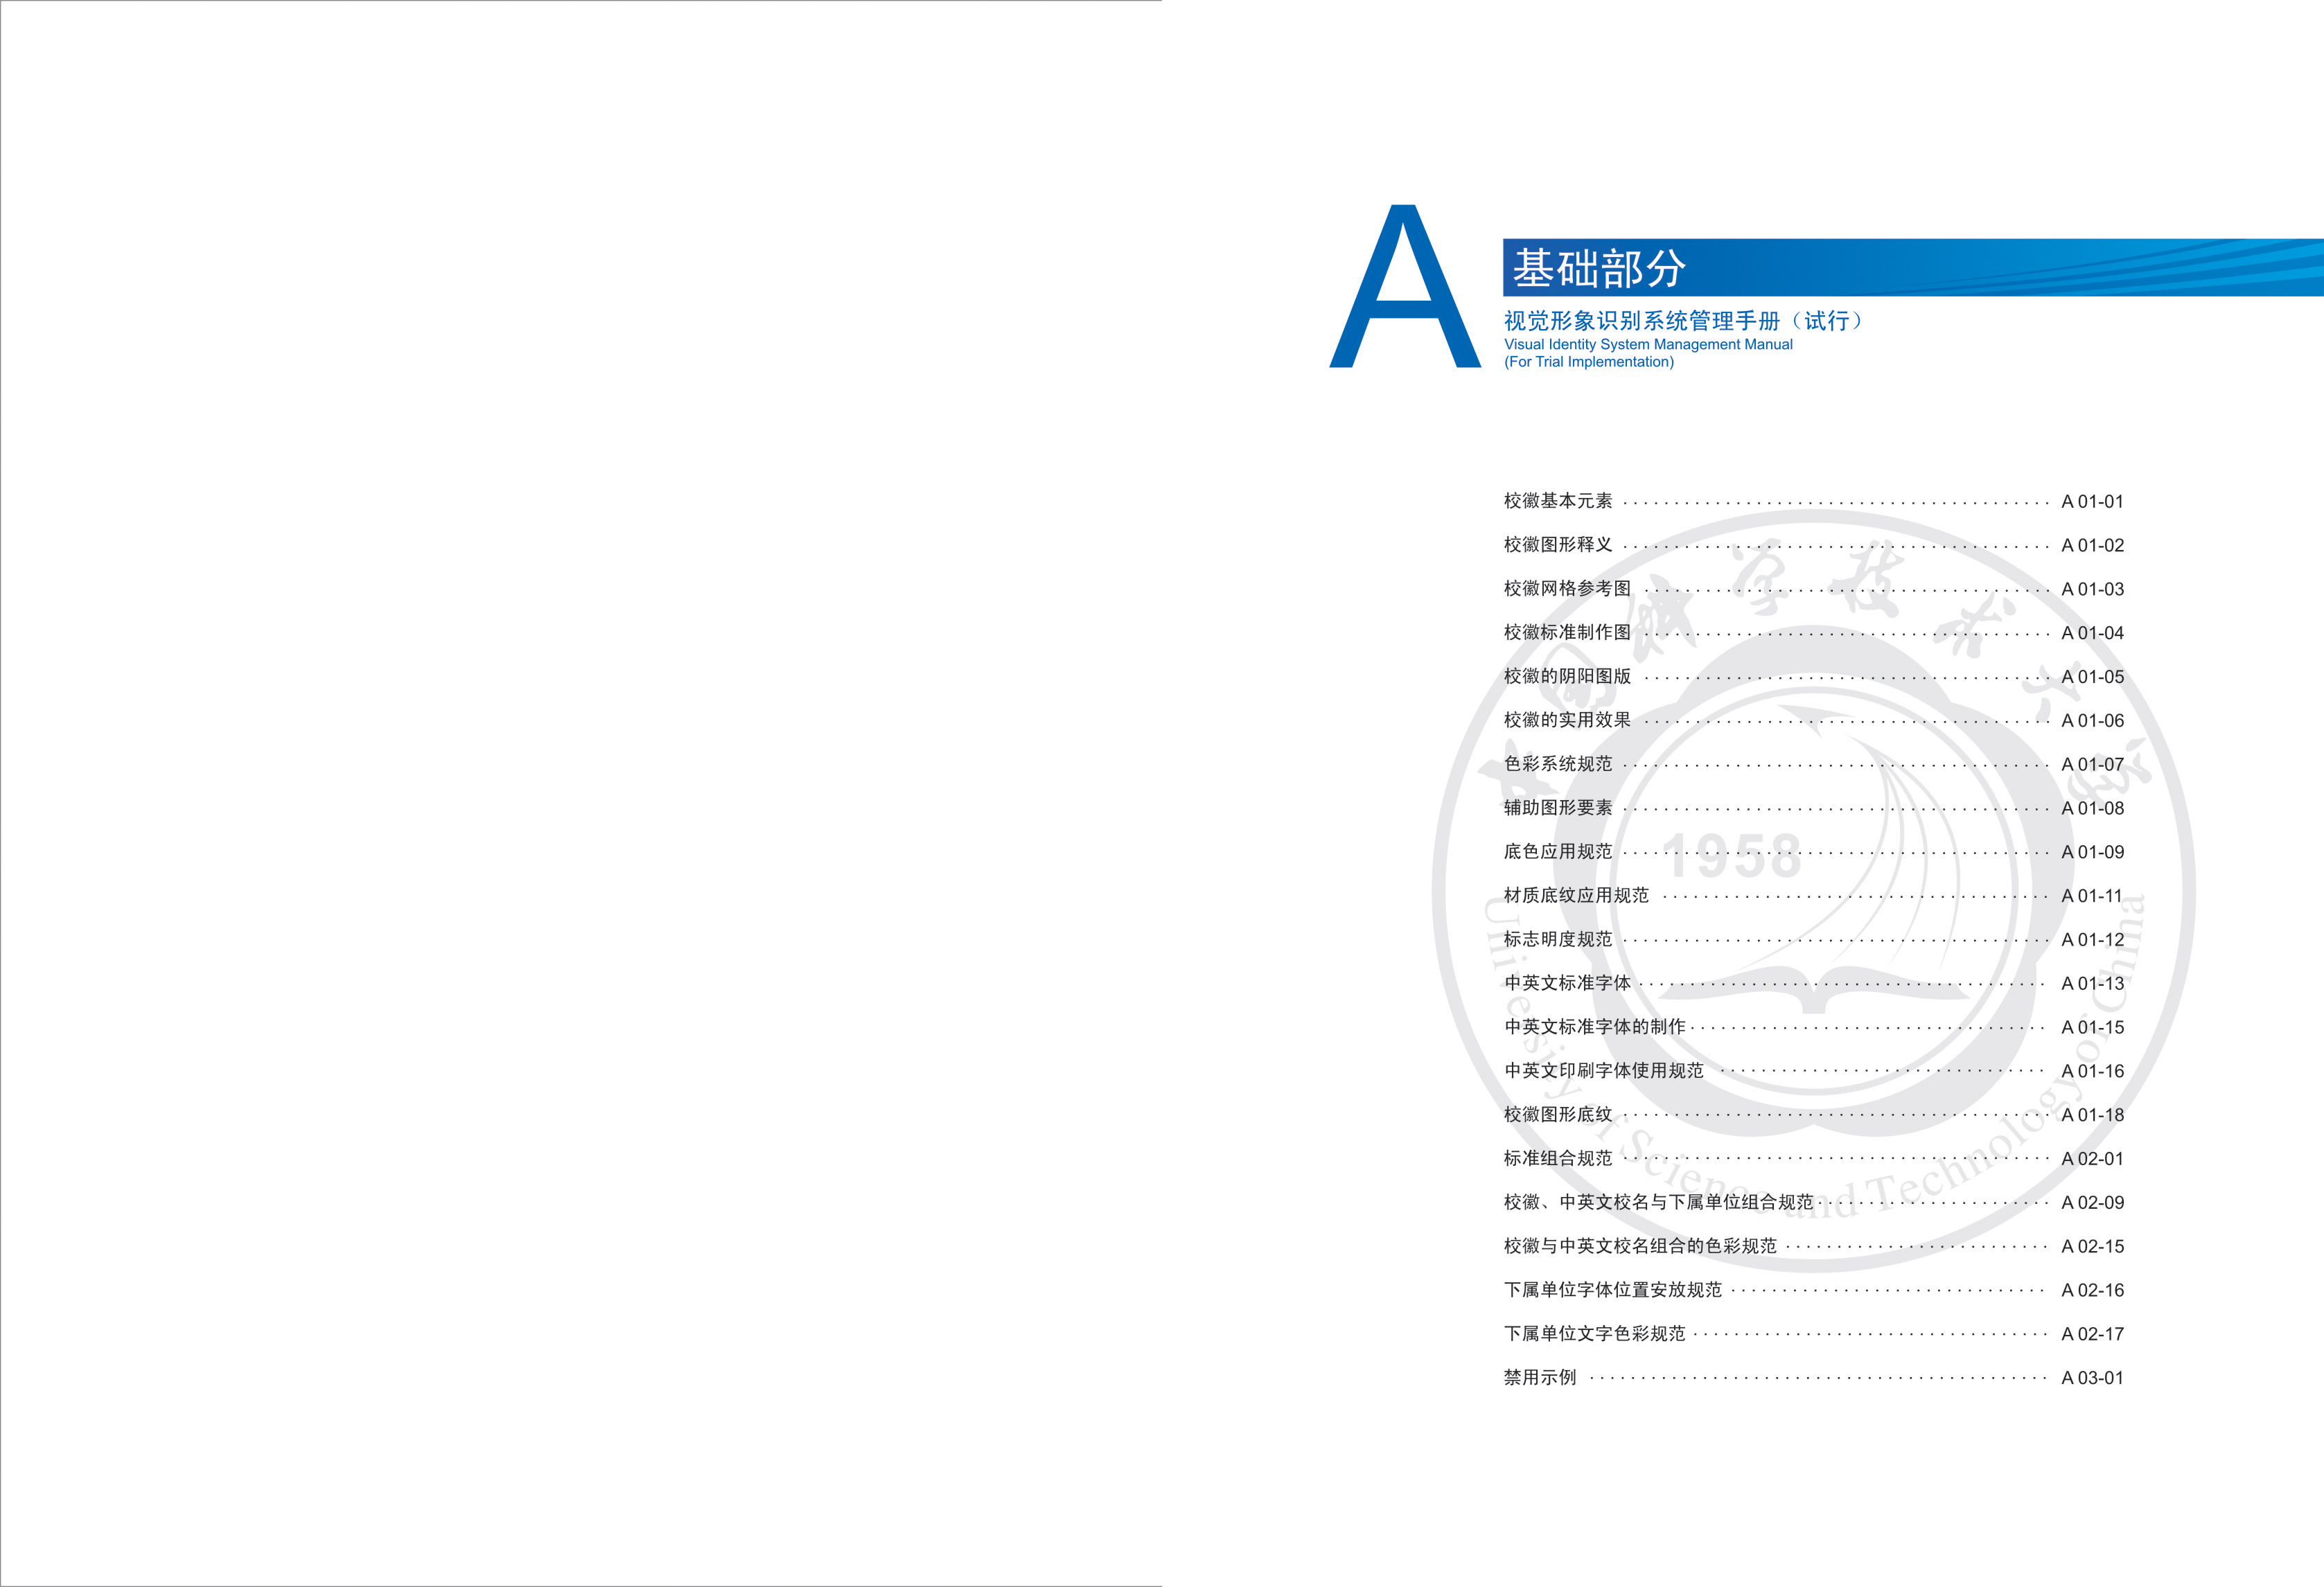 A
基础部分
视觉形象识别系统管理手册（试行）
Visual Identity System Management Manual
(For Trial Implementation)
校徽基本元素 A 01-01
校徽图形释义 A 01-02
校徽网格参考图 A 01-03
校徽标准制作图 A 01-04
校徽的阴阳图版 A 01-05
校徽的实用效果 A 01-06
色彩系统规范 A 01-07
辅助图形要素 A 01-08
底色应用规范 A 01-09
材质底纹应用规范 A 01-11
标志明度规范 A 01-12
中英文标准字体 A 01-13
中英文标准字体的制作 A 01-15
中英文印刷字体使用规范 A 01-16
校徽图形底纹 A 01-18
标准组合规范 A 02-01
校徽、中英文校名与下属单位组合规范 A 02-09
校徽与中英文校名组合的色彩规范 A 02-15
下属单位字体位置安放规范 A 02-16
下属单位文字色彩规范 A 02-17
禁用示例 A 03-01
中国科学技术大学
1958
University of Science and Technology of China